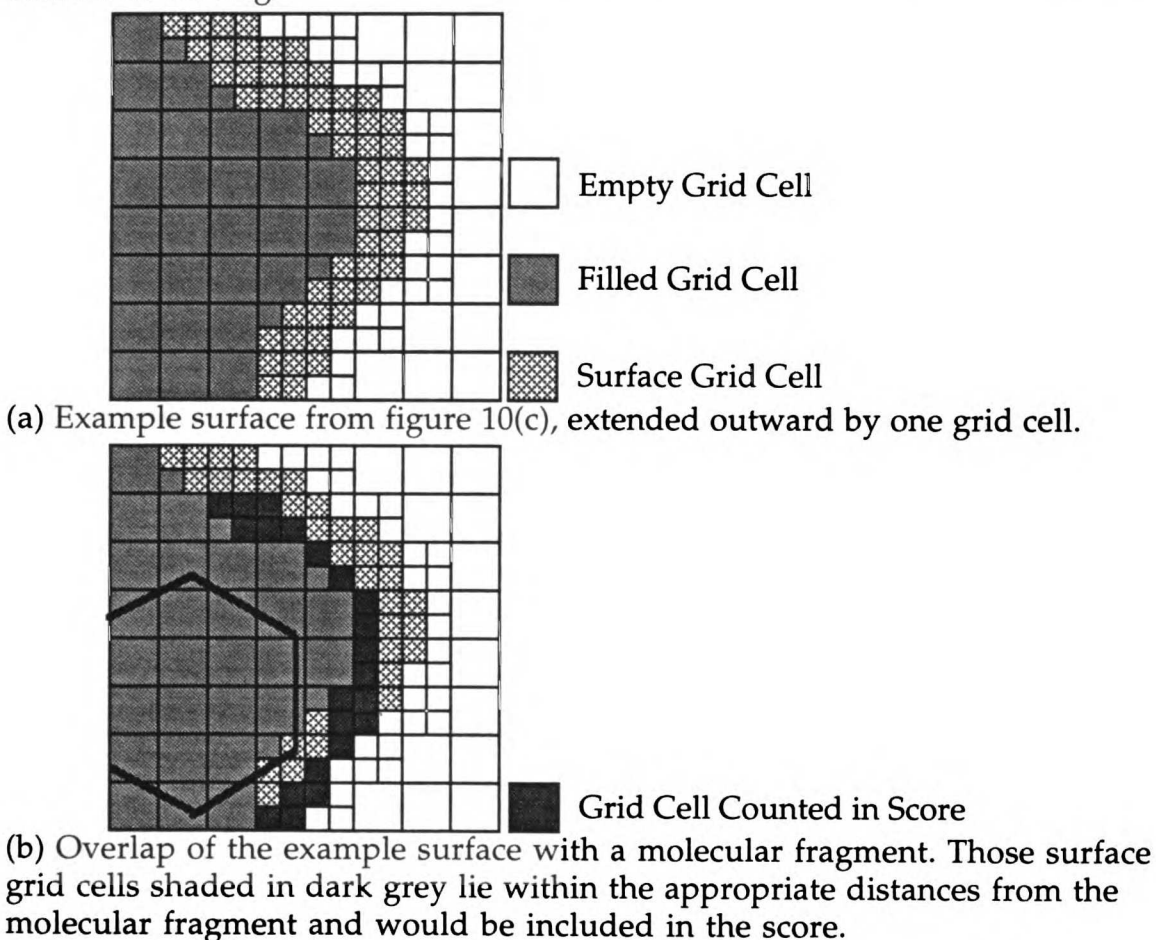 Empty Grid Cell
Filled Grid Cell
Surface Grid Cell
(a) Example surface from figure 10(c), extended outward by one grid cell.
Grid Cell Counted in Score
(b) Overlap of the example surface with a molecular fragment. Those surface
grid cells shaded in dark grey lie within the appropriate distances from the
molecular fragment and would be included in the score.